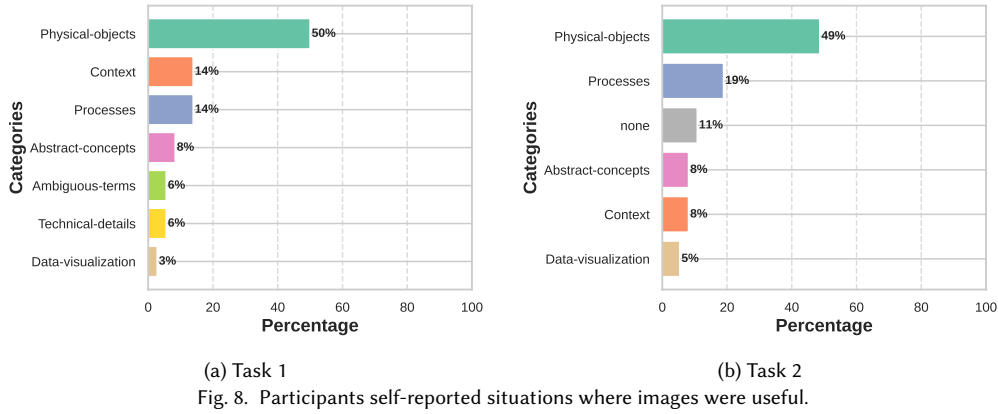 Categories
Physical-objects 50%
Context 14%
Processes 14%
Abstract-concepts 8%
Ambiguous-terms 6%
Technical-details 6%
Data-visualization 3%
0 20 40 60 80 100
Percentage
(a) Task 1
Categories
Physical-objects 49%
Processes 19%
none 11%
Abstract-concepts 8%
Context 8%
Data-visualization 5%
0 20 40 60 80 100
Percentage
(b) Task 2
Fig. 8. Participants self-reported situations where images were useful.